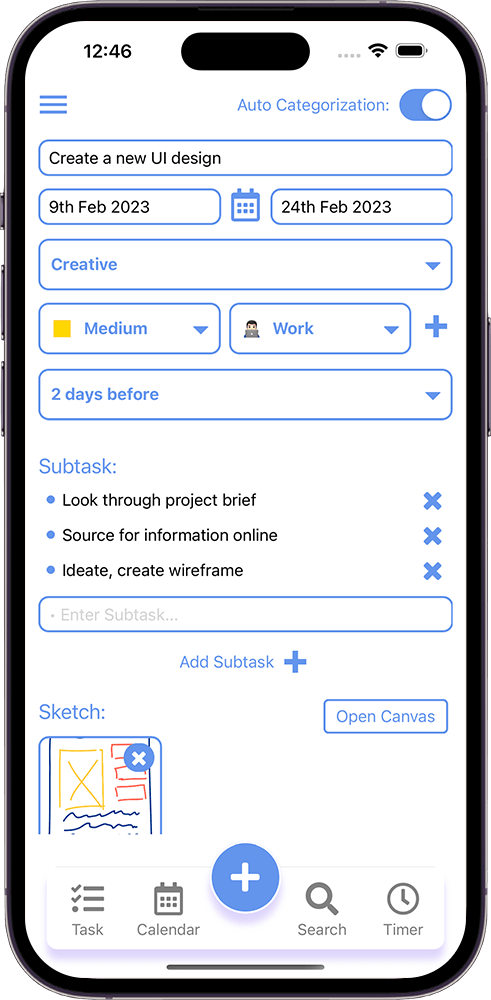 12:46
Auto Categorization:
Create a new UI design
9th Feb 2023 24th Feb 2023
Creative
Medium Work
2 days before
Subtask:
• Look through project brief
• Source for information online
• Ideate, create wireframe
• Enter Subtask...
Add Subtask
Sketch: Open Canvas
Task Calendar Search Timer